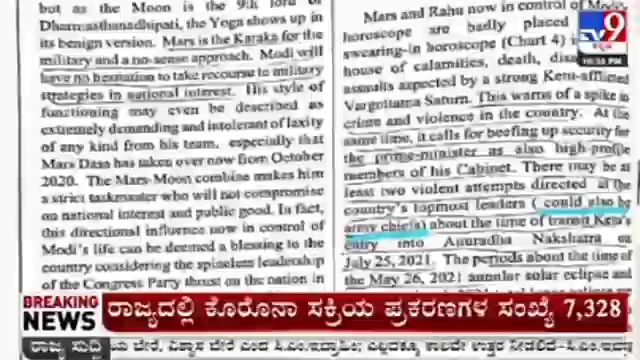 but as the Moon is the 9th lord of
Dharmasthanadhipati, the Yoga shows up in
its benign version. Mars is the Karaka for the
military and a no-sense approach. Modi will
have no hesitation to take recourse to military
strategies in national interest. His style of
functioning may even be described as
extremely demanding and intolerant of laxity
of any kind from his team. especially that
Mars Dasa has taken over now from October
2020. The Mars-Moon combine makes him
a strict taskmaster who will not compromise
on national interest and public good. In fact,
this directional influence now in control of
Modi's life can be deemed a blessing to the
country considering the spineless leadership
of the Congress Party thrust on the nation in
Mars and Rahu now in control of Modi's
horoscope are badly placed
swearing-in horoscope (Chart 4) in
house of calamities, death,
assaults aspected by a strong Ketu-afflicted
Vargottama Saturn. This warns of a spike in
crime and violence in the country. At the
same time, it calls for beefing up security for
the prime-minister as also high-profile
members of his Cabinet. There may be at
least two violent attempts directed at the
country's topmost leaders ( could also be
army chief) about the time of transit Ketu's
entry into Anuradha Nakshatra on
July 25, 2021. The periods about the time of
the May 26, 2021 annular solar eclipse and
TV9
10:33 PM
BREAKING NEWS
ರಾಜ್ಯದಲ್ಲಿ ಕೊರೊನಾ ಸಕ್ರಿಯ ಪ್ರಕರಣಗಳ ಸಂಖ್ಯೆ 7,328
ರಾಜ್ಯ ಸುದ್ದಿ